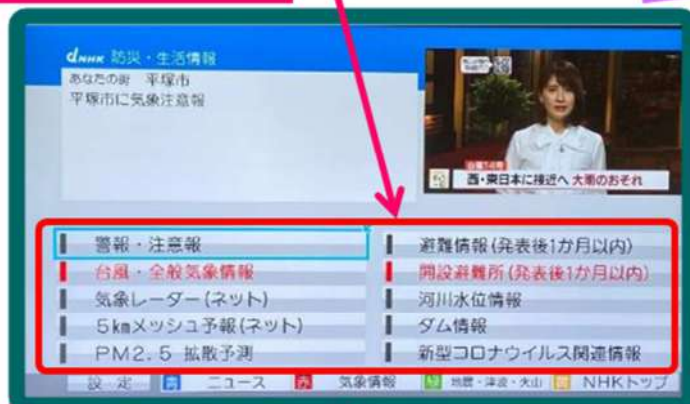 dNHK 防災・生活情報
あなたの街 平塚市
平塚市に気象注意報
台風14号
西・東日本に接近へ 大雨のおそれ
警報・注意報
台風・全般気象情報
気象レーダー(ネット)
5kmメッシュ予報(ネット)
PM2.5 拡散予測
避難情報(発表後1か月以内)
開設避難所(発表後1か月以内)
河川水位情報
ダム情報
新型コロナウイルス関連情報
設定 青 ニュース 赤 気象情報 緑 地震・津波・火山 黄 NHKトップ